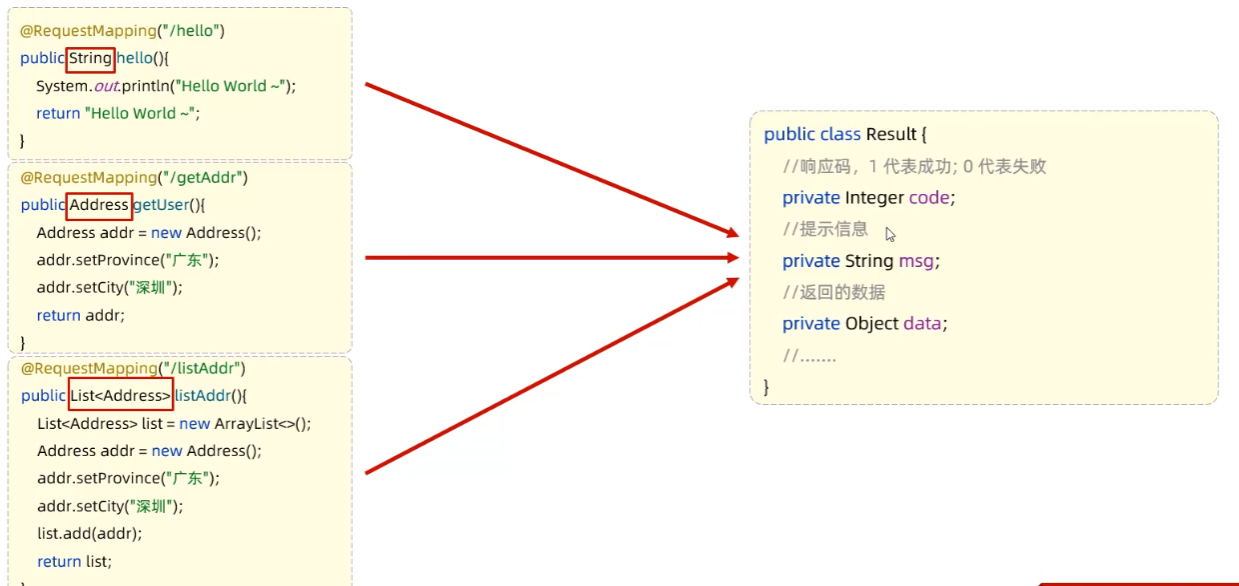 @RequestMapping("/hello")
public String hello(){
System.out.println("Hello World ~");
return "Hello World ~";
}
@RequestMapping("/getAddr")
public Address getUser(){
Address addr = new Address();
addr.setProvince("广东");
addr.setCity("深圳");
return addr;
}
@RequestMapping("/listAddr")
public List<Address> listAddr(){
List<Address> list = new ArrayList<>();
Address addr = new Address();
addr.setProvince("广东");
addr.setCity("深圳");
list.add(addr);
return list;
public class Result {
//响应码，1 代表成功; 0 代表失败
private Integer code;
//提示信息
private String msg;
//返回的数据
private Object data;
//.......
}